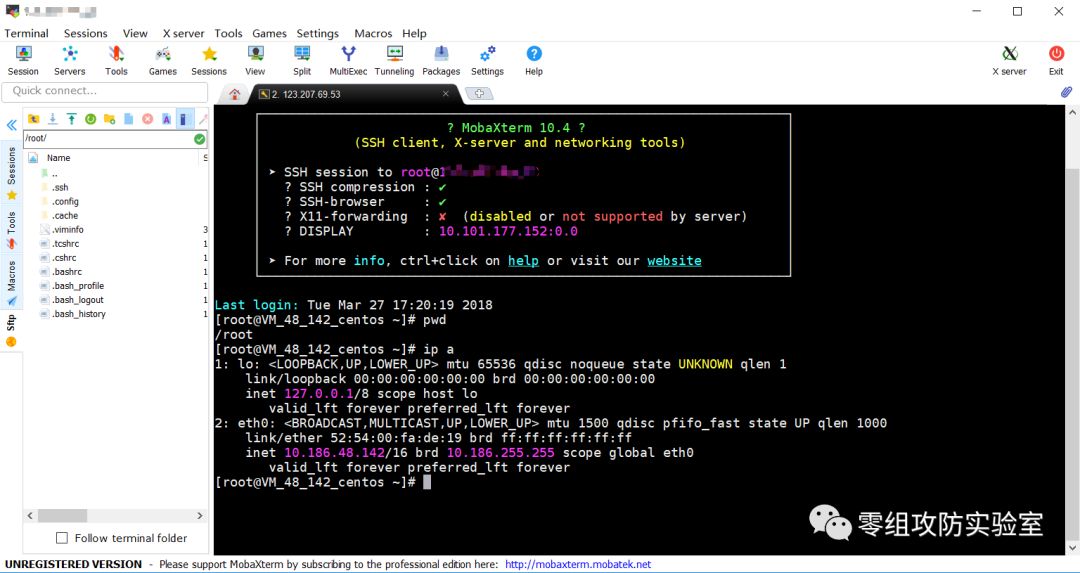 Terminal Sessions View X server Tools Games Settings Macros Help
Session Servers Tools Games Sessions View Split MultiExec Tunneling Packages Settings Help X server Exit
Quick connect...
2. 123.207.69.53
/root/
Name S
..
.ssh
.config
.cache
.viminfo 3
.tcshrc 1
.cshrc 1
.bashrc 1
.bash_profile 1
.bash_logout 1
.bash_history 1
Sessions
Tools
Macros
Sftp
Follow terminal folder
? MobaXterm 10.4 ?
(SSH client, X-server and networking tools)
➤ SSH session to root@
? SSH compression : ✔
? SSH-browser : ✔
? X11-forwarding : ✘ (disabled or not supported by server)
? DISPLAY : 10.101.177.152:0.0
➤ For more info, ctrl+click on help or visit our website
Last login: Tue Mar 27 17:20:19 2018
[root@VM_48_142_centos ~]# pwd
/root
[root@VM_48_142_centos ~]# ip a
1: lo: <LOOPBACK,UP,LOWER_UP> mtu 65536 qdisc noqueue state UNKNOWN qlen 1
link/loopback 00:00:00:00:00:00 brd 00:00:00:00:00:00
inet 127.0.0.1/8 scope host lo
valid_lft forever preferred_lft forever
2: eth0: <BROADCAST,MULTICAST,UP,LOWER_UP> mtu 1500 qdisc pfifo_fast state UP qlen 1000
link/ether 52:54:00:fa:de:19 brd ff:ff:ff:ff:ff:ff
inet 10.186.48.142/16 brd 10.186.255.255 scope global eth0
valid_lft forever preferred_lft forever
[root@VM_48_142_centos ~]#
零组攻防实验室
UNREGISTERED VERSION - Please support MobaXterm by subscribing to the professional edition here: http://mobaxterm.mobatek.net